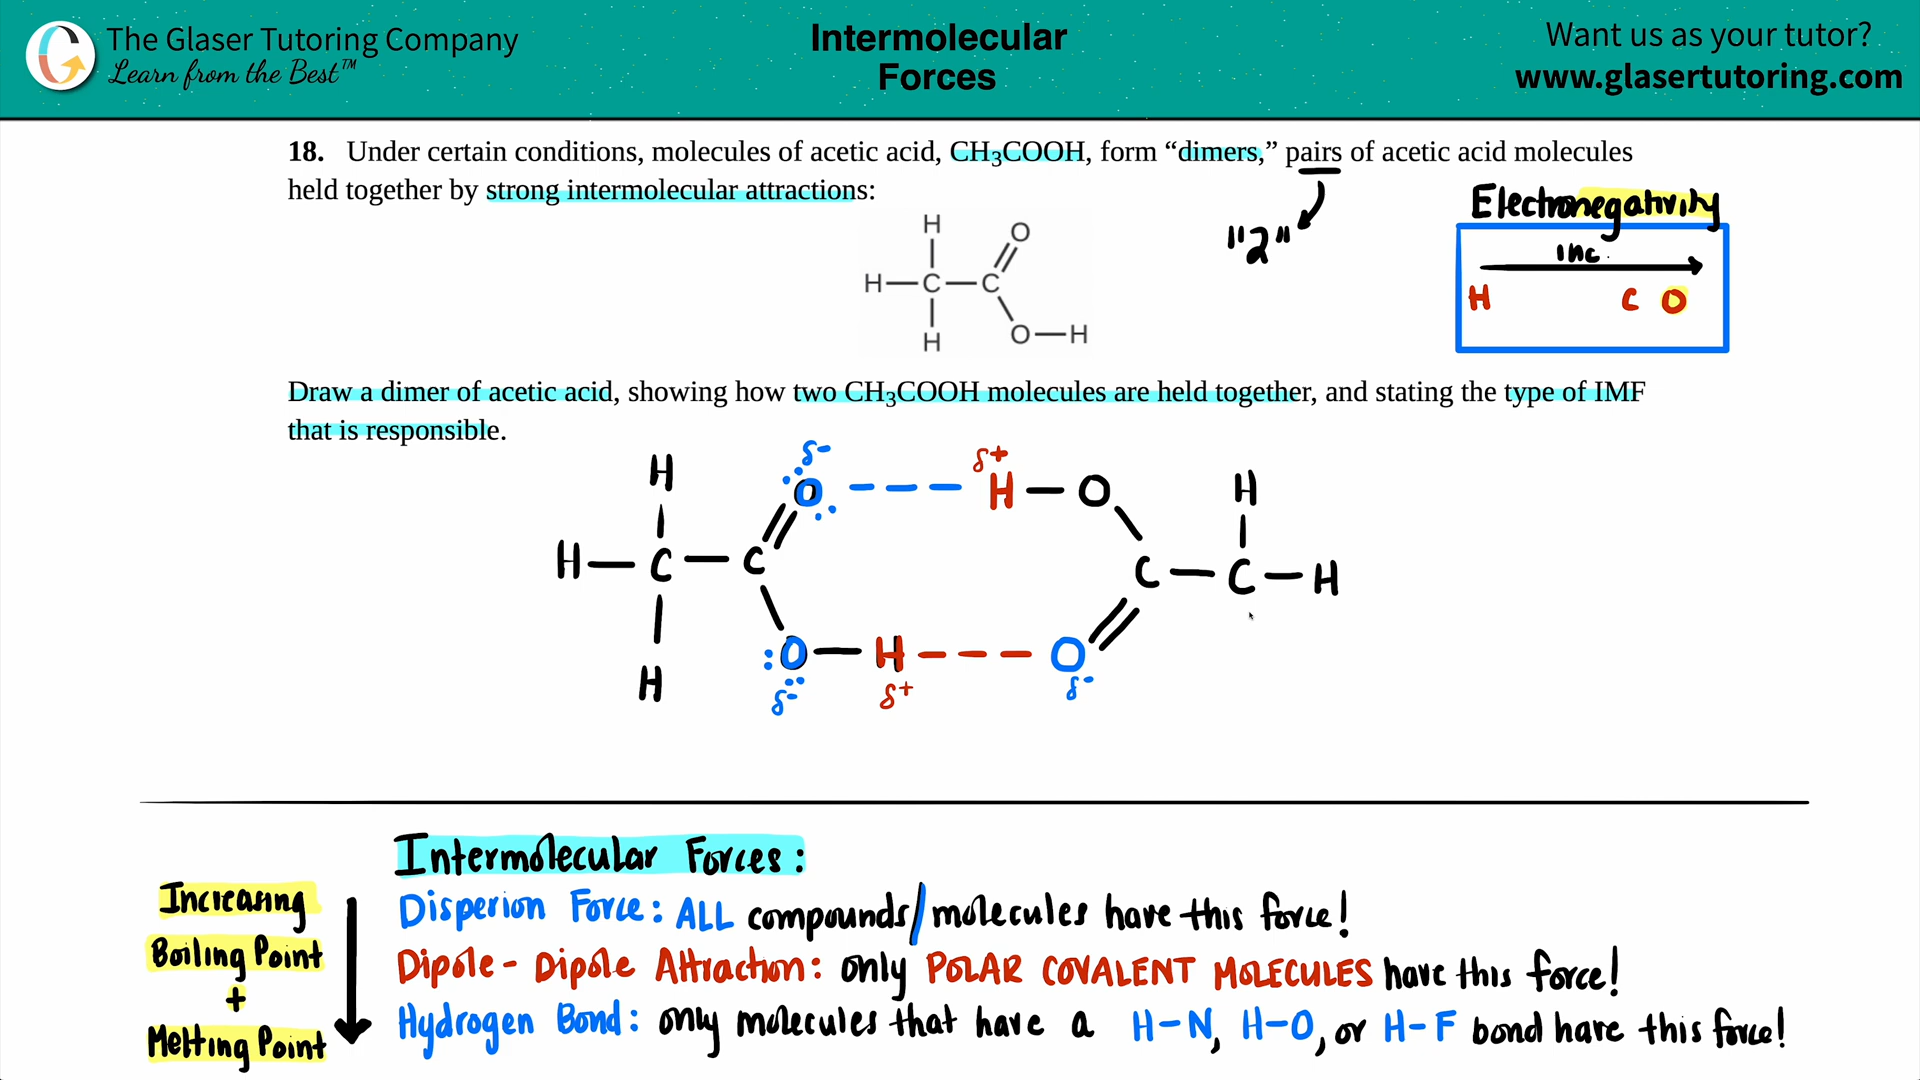 The Glaser Tutoring Company
Learn from the Best™
Intermolecular
Forces
Want us as your tutor?
www.glasertutoring.com
18. Under certain conditions, molecules of acetic acid, CH₃COOH, form “dimers,” pairs of acetic acid molecules
held together by strong intermolecular attractions:
"2"
Electronegativity
inc.
H C O
H O
H C C
H O H
Draw a dimer of acetic acid, showing how two CH₃COOH molecules are held together, and stating the type of IMF
that is responsible.
δ- δ+
H O H O H
H C C C C H
H O H O
δ- δ+ δ-
Intermolecular Forces:
Increasing
Boiling Point
+
Melting Point
Disperion Force: ALL compounds/molecules have this force!
Dipole-Dipole Attraction: only POLAR COVALENT MOLECULES have this force!
Hydrogen Bond: only molecules that have a H-N, H-O, or H-F bond have this force!